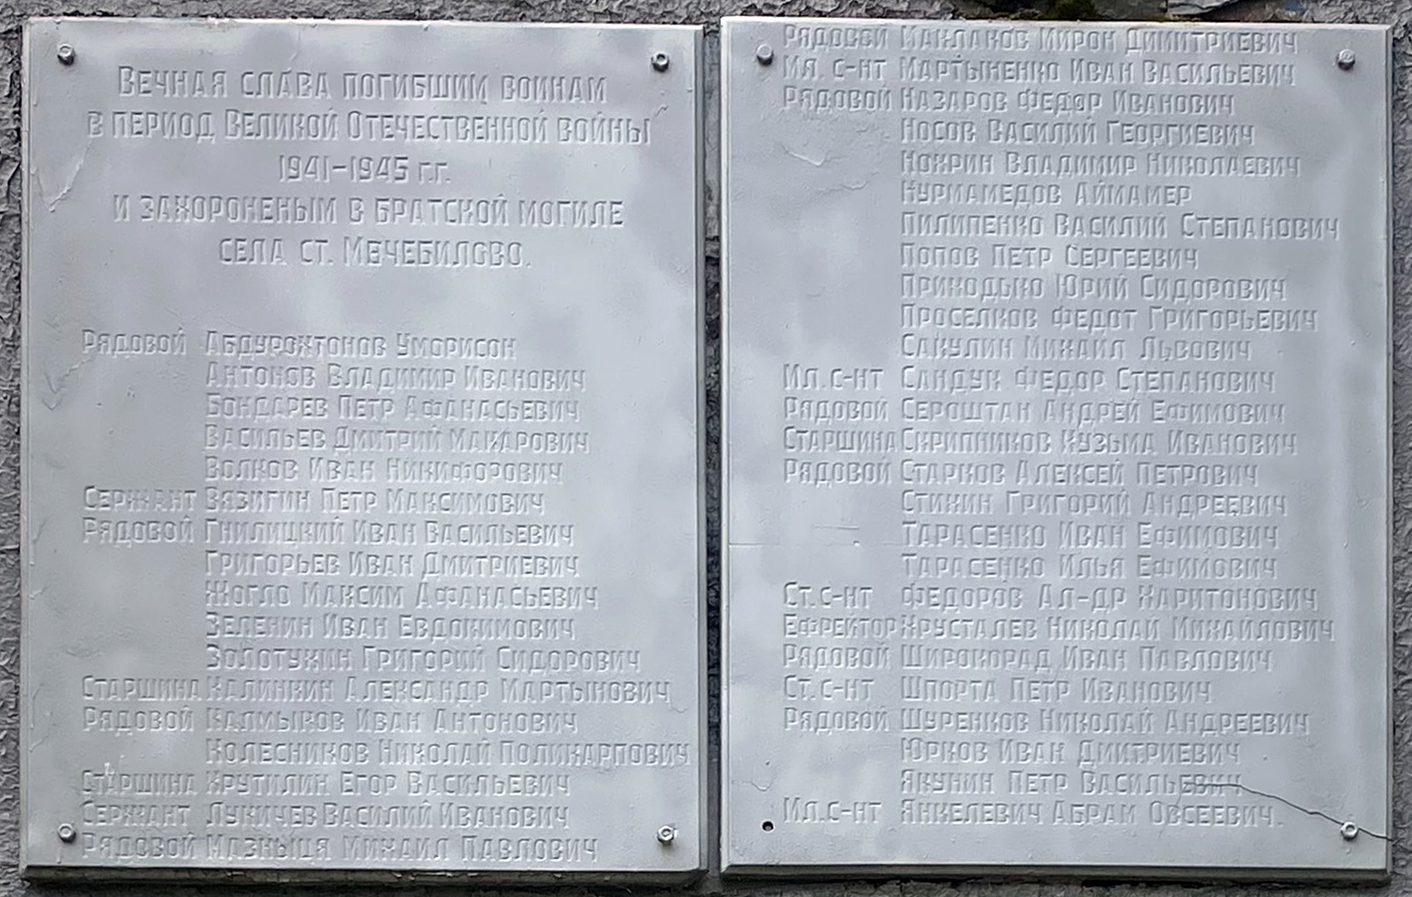 Вечная слава погибшим воинам
в период Великой Отечественной войны
1941-1945 г.г.
и захороненым в братской могиле
села ст. Мечебилово.
Рядовой Абдурохтонов Уморисон
Антонов Владимир Иванович
Бондарев Петр Афанасьевич
Васильев Дмитрий Макарович
Волков Иван Никифорович
Сержант Вязигин Петр Максимович
Рядовой Гнилицкий Иван Васильевич
Григорьев Иван Дмитриевич
Жогло Максим Афанасьевич
Зеленин Иван Евдокимович
Золотухин Григорий Сидорович
Старшина Калинкин Александр Мартынович
Рядовой Калмыков Иван Антонович
Колесников Николай Поликарпович
Старшина Крутилин Егор Васильевич
Сержант Лукичев Василий Иванович
Рядовой Мазныця Михаил Павлович
Рядовой Маклаков Мирон Димитриевич
Мл. с-нт Мартыненко Иван Васильевич
Рядовой Назаров Федор Иванович
Носов Василий Георгиевич
Нохрин Владимир Николаевич
Нурмамедов Аймамер
Пилипенко Василий Степанович
Попов Петр Сергеевич
Приходько Юрий Сидорович
Проселков Федот Григорьевич
Сакулин Михаил Львович
Мл. с-нт Сандук Федор Степанович
Рядовой Сероштан Андрей Ефимович
Старшина Скрипников Кузьма Иванович
Рядовой Старков Алексей Петрович
Стихин Григорий Андреевич
Тарасенко Иван Ефимович
Тарасенко Илья Ефимович
Ст. с-нт Федоров Ал-др Харитонович
Ефрейтор Хрусталев Николай Михайлович
Рядовой Широкорад Иван Павлович
Ст. с-нт Шпорта Петр Иванович
Рядовой Шуренков Николай Андреевич
Юрков Иван Дмитриевич
Якунин Петр Васильевич
Мл. с-нт Янкелевич Абрам Овсеевич.